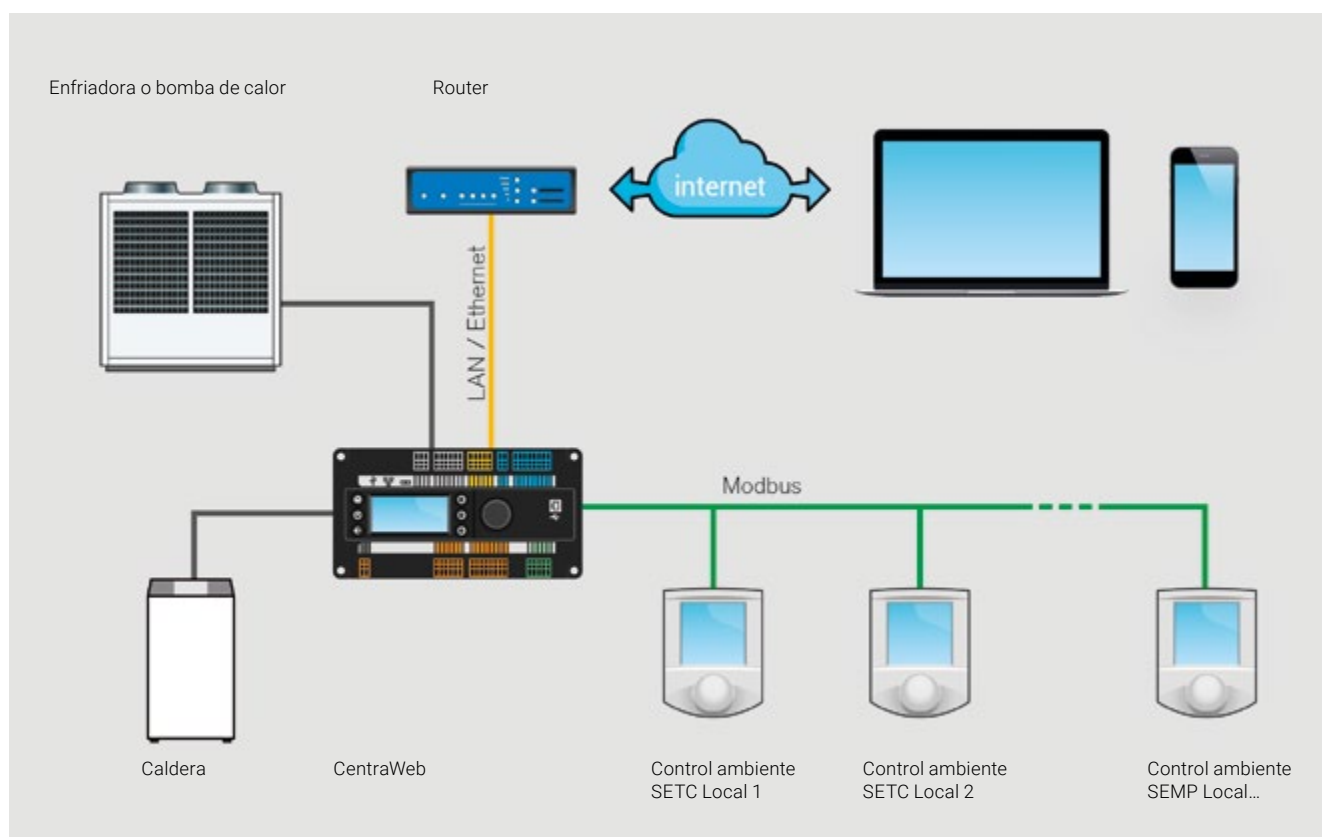 Enfriadora o bomba de calor
Router
internet
LAN / Ethernet
Modbus
Caldera
CentraWeb
Control ambiente
SETC Local 1
Control ambiente
SETC Local 2
Control ambiente
SEMP Local…